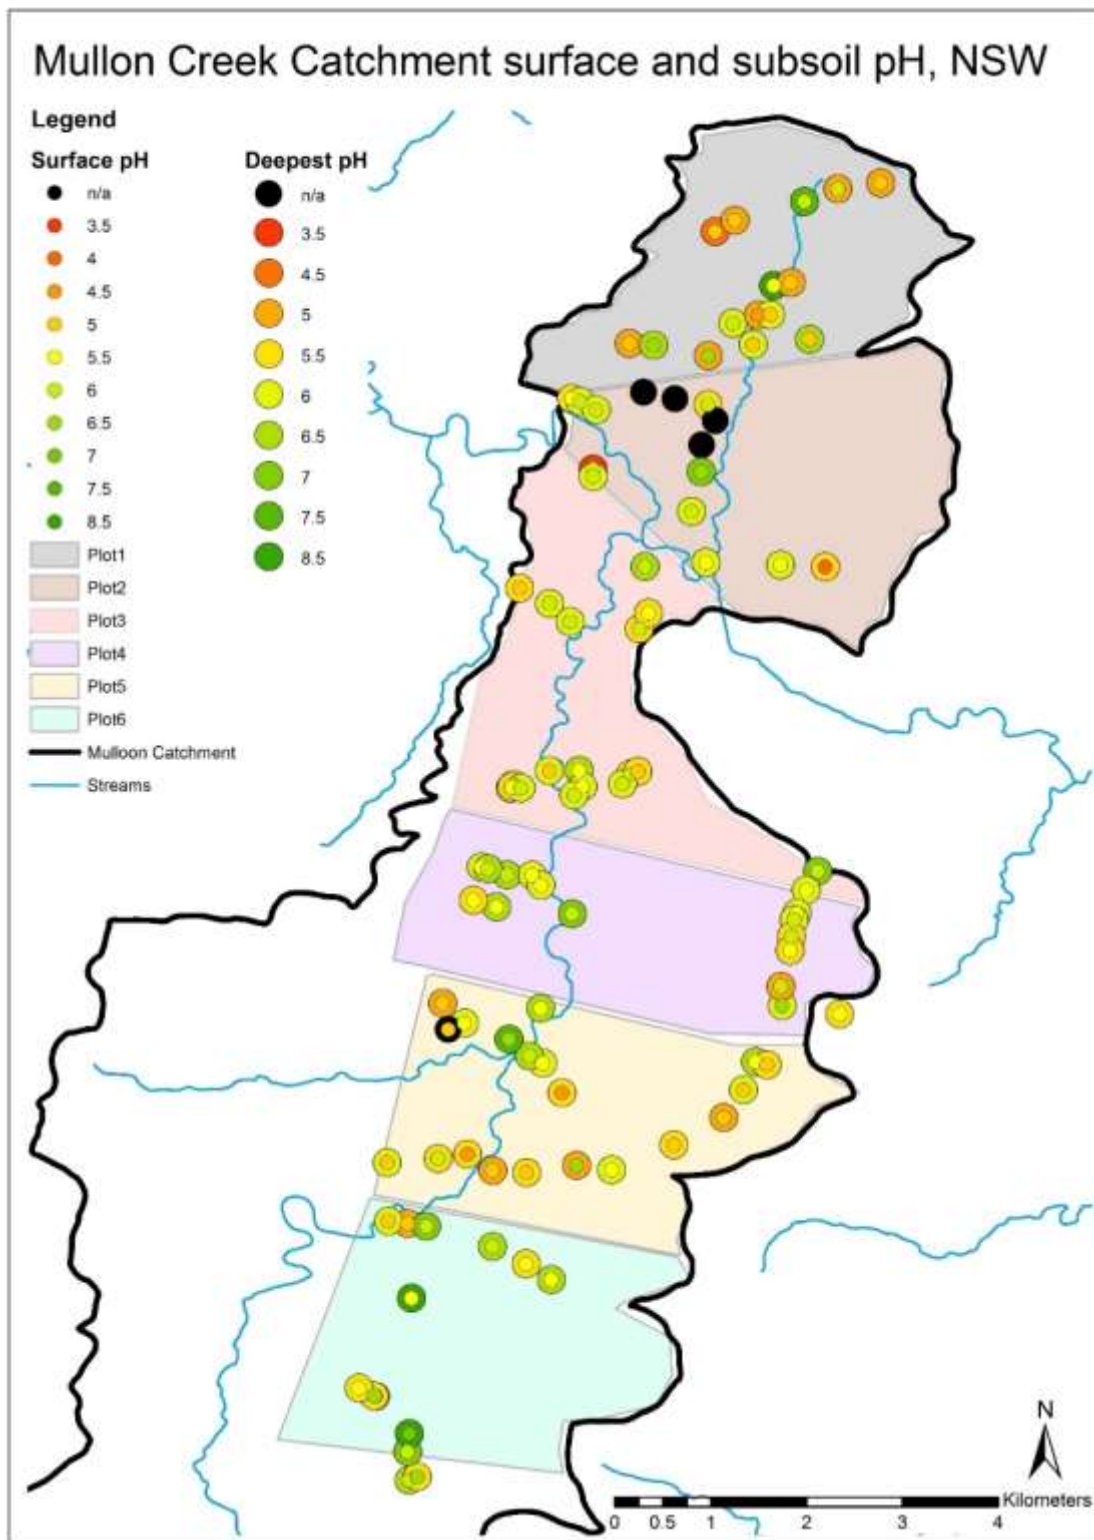 Mullon Creek Catchment surface and subsoil pH, NSW
Legend
Surface pH
n/a
3.5
4
4.5
5
5.5
6
6.5
7
7.5
8.5
Deepest pH
n/a
3.5
4.5
5
5.5
6
6.5
7
7.5
8.5
Plot1
Plot2
Plot3
Plot4
Plot5
Plot6
Mulloon Catchment
Streams
N
Kilometers
0 0.5 1 2 3 4